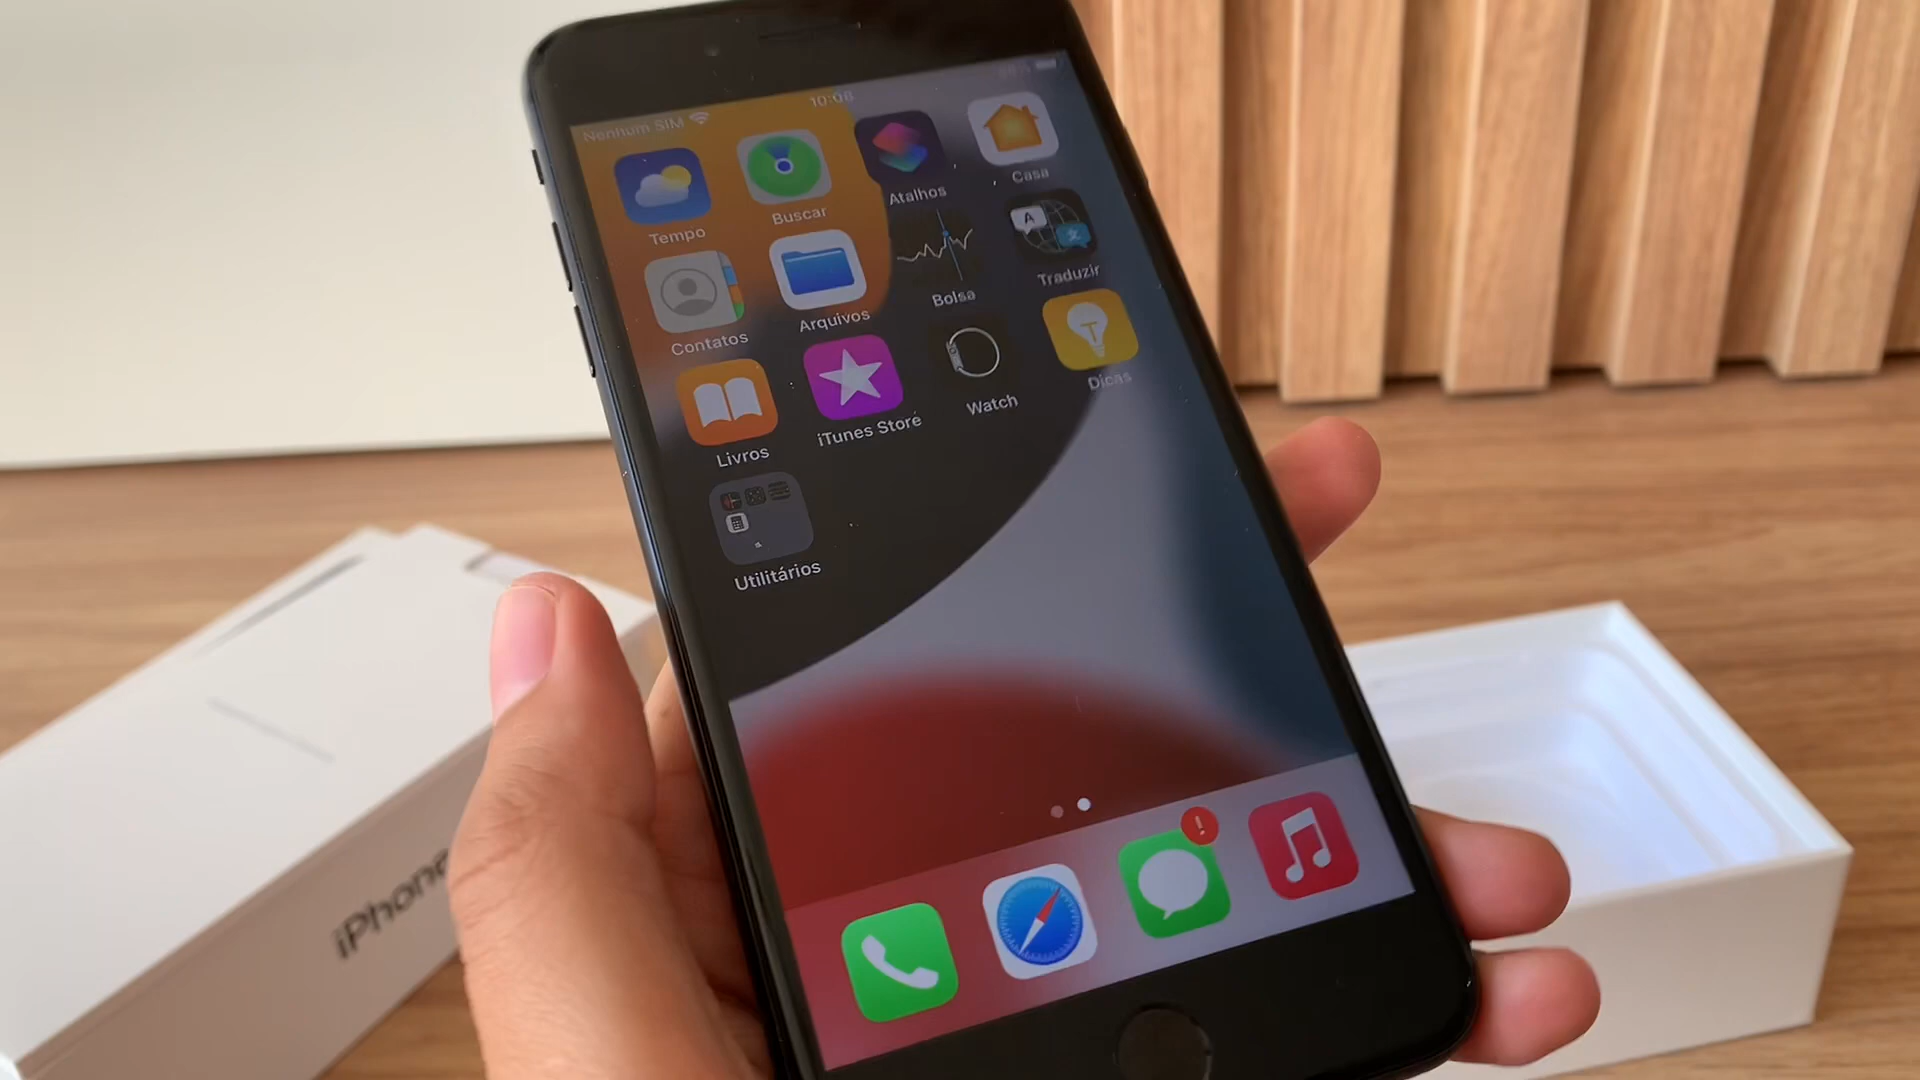 Nenhum SIM
10:08
Tempo
Buscar
Atalhos
Casa
Contatos
Arquivos
Bolsa
Traduzir
Livros
iTunes Store
Watch
Dicas
Utilitários
iPhone